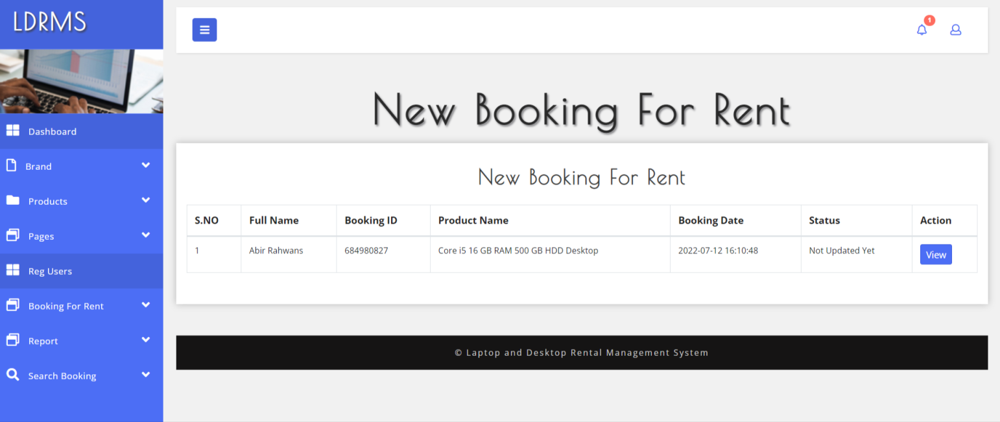 LDRMS
1
Dashboard
Brand
Products
Pages
Reg Users
Booking For Rent
Report
Search Booking
New Booking For Rent
New Booking For Rent
S.NO Full Name Booking ID Product Name Booking Date Status Action
1 Abir Rahwans 684980827 Core i5 16 GB RAM 500 GB HDD Desktop 2022-07-12 16:10:48 Not Updated Yet View
© Laptop and Desktop Rental Management System